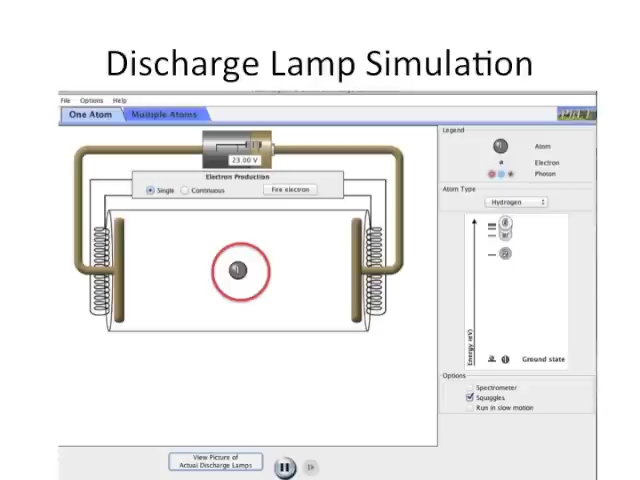 Discharge Lamp Simulation
File Options Help
One Atom Multiple Atoms
23.00 V
Electron Production
Single Continuous Fire electron
Legend
Atom
Electron
Photon
Atom Type
Hydrogen
Energy (eV)
Ground state
Options
Spectrometer
Squiggles
Run in slow motion
View Picture of
Actual Discharge Lamps